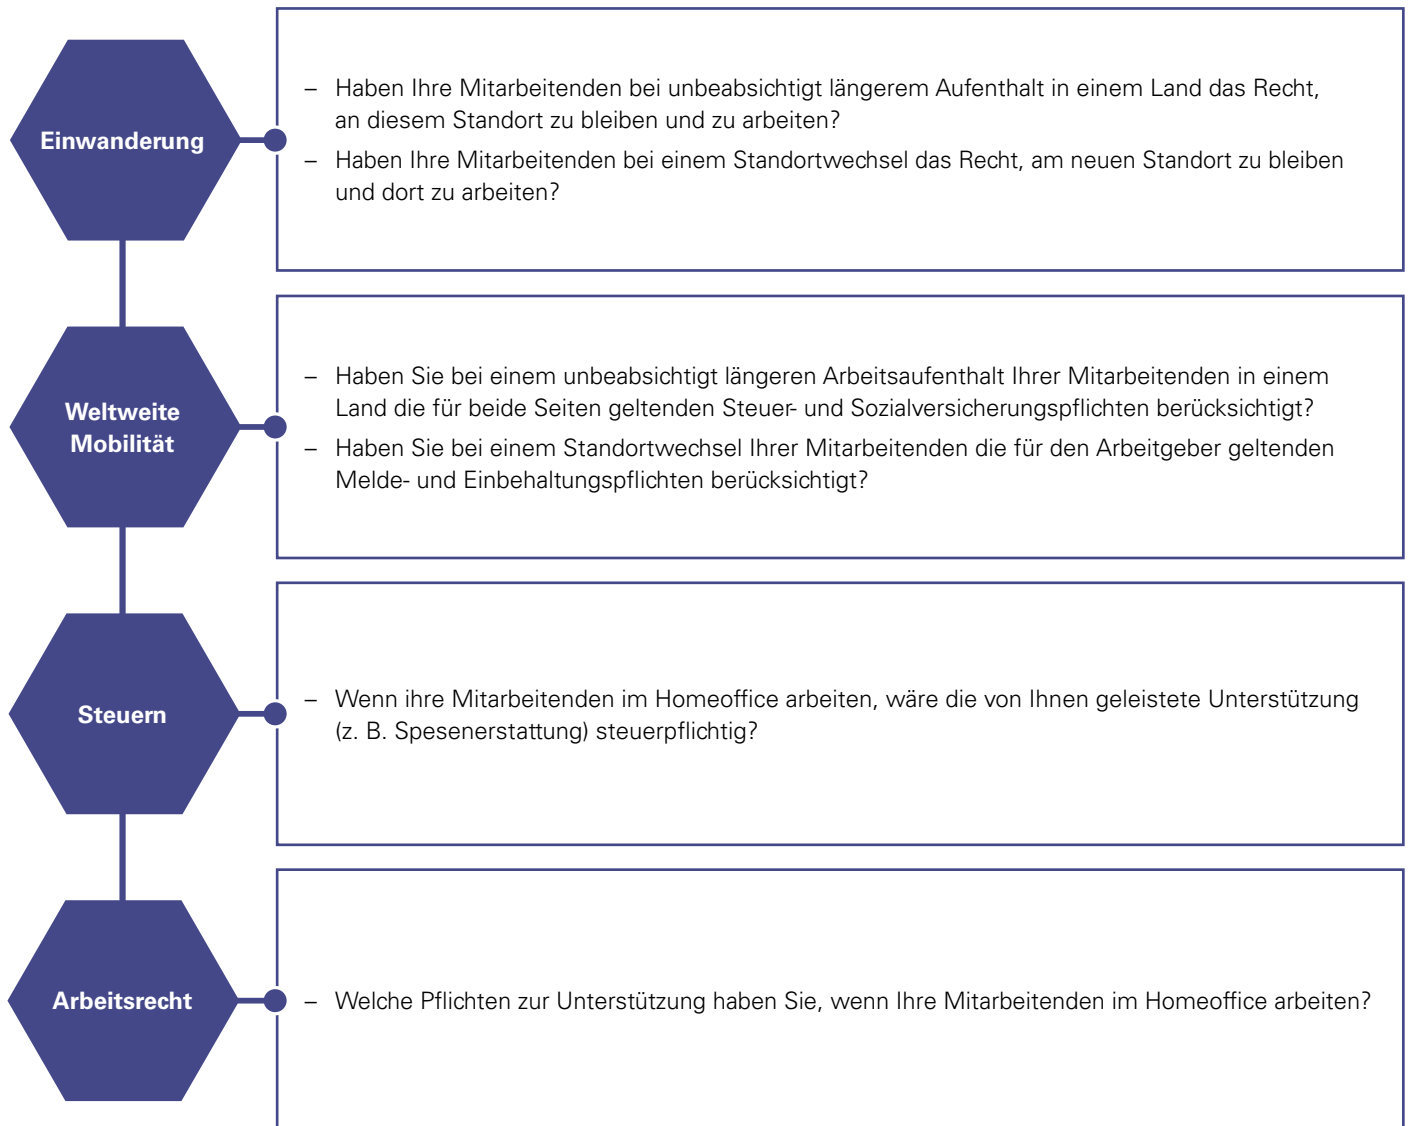 Einwanderung
– Haben Ihre Mitarbeitenden bei unbeabsichtigt längerem Aufenthalt in einem Land das Recht,
an diesem Standort zu bleiben und zu arbeiten?
– Haben Ihre Mitarbeitenden bei einem Standortwechsel das Recht, am neuen Standort zu bleiben
und dort zu arbeiten?
Weltweite
Mobilität
– Haben Sie bei einem unbeabsichtigt längeren Arbeitsaufenthalt Ihrer Mitarbeitenden in einem
Land die für beide Seiten geltenden Steuer- und Sozialversicherungspflichten berücksichtigt?
– Haben Sie bei einem Standortwechsel Ihrer Mitarbeitenden die für den Arbeitgeber geltenden
Melde- und Einbehaltungspflichten berücksichtigt?
Steuern
– Wenn ihre Mitarbeitenden im Homeoffice arbeiten, wäre die von Ihnen geleistete Unterstützung
(z. B. Spesenerstattung) steuerpflichtig?
Arbeitsrecht
– Welche Pflichten zur Unterstützung haben Sie, wenn Ihre Mitarbeitenden im Homeoffice arbeiten?